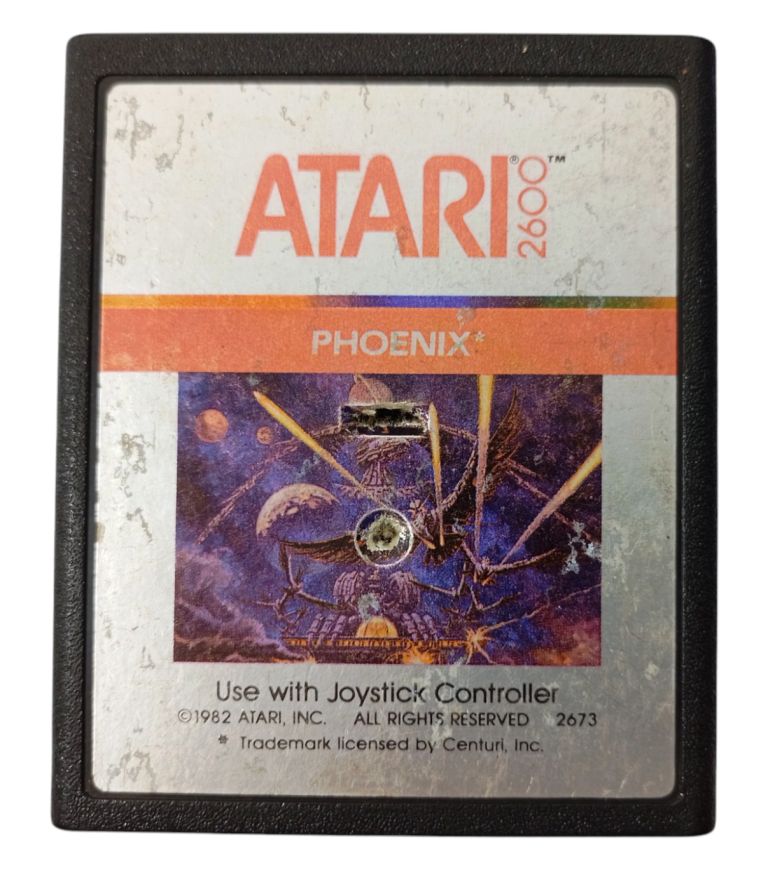 ATARI® 2600™
PHOENIX*
Use with Joystick Controller
©1982 ATARI, INC. ALL RIGHTS RESERVED 2673
* Trademark licensed by Centuri, Inc.